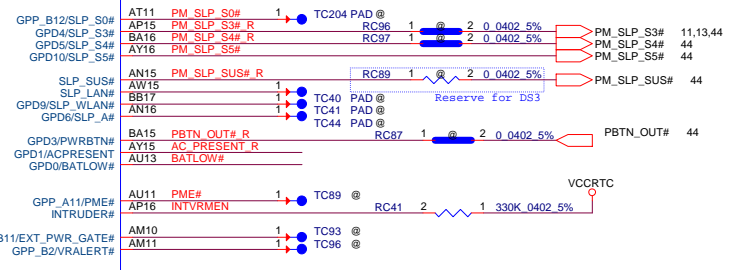 GPP_B12/SLP_S0# AT11 PM_SLP_S0# 1 TC204 PAD @
GPD4/SLP_S3# AP15 PM_SLP_S3#_R RC96 1 @ 2 0_0402_5% PM_SLP_S3# 11,13,44
GPD5/SLP_S4# BA16 PM_SLP_S4#_R RC97 1 @ 2 0_0402_5% PM_SLP_S4# 44
GPD10/SLP_S5# AY16 PM_SLP_S5# PM_SLP_S5# 44
SLP_SUS# AN15 PM_SLP_SUS#_R RC89 1 @ 2 0_0402_5% PM_SLP_SUS# 44
Reserve for DS3
SLP_LAN# AW15
GPD9/SLP_WLAN# BB17 1 TC40 PAD @
GPD6/SLP_A# AN16 1 TC41 PAD @
1 TC44 PAD @
GPD3/PWRBTN# BA15 PBTN_OUT#_R RC87 1 @ 2 0_0402_5% PBTN_OUT# 44
GPD1/ACPRESENT AY15 AC_PRESENT_R
GPD0/BATLOW# AU13 BATLOW#
VCCRTC
GPP_A11/PME# AU11 PME# 1 TC89 @
INTRUDER# AP16 INTVRMEN RC41 2 1 330K_0402_5%
B11/EXT_PWR_GATE# AM10 1 TC93 @
GPP_B2/VRALERT# AM11 1 TC96 @